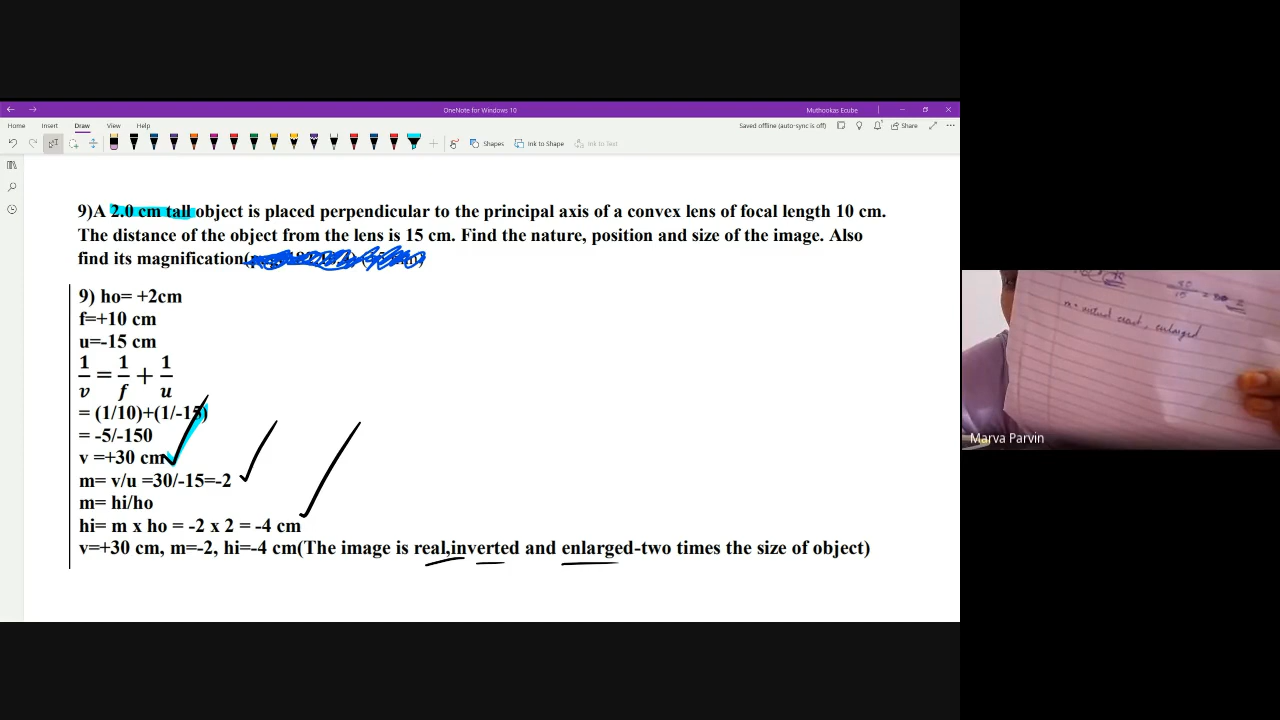 OneNote for Windows 10
Muthookas Ecube
Home Insert Draw View Help
Saved offline (auto-sync is off) Share
Shapes Ink to Shape Ink to Text
9)A 2.0 cm tall object is placed perpendicular to the principal axis of a convex lens of focal length 10 cm.
The distance of the object from the lens is 15 cm. Find the nature, position and size of the image. Also
find its magnification
9) ho= +2cm
f=+10 cm
u=-15 cm
1/v = 1/f + 1/u
= (1/10)+(1/-15)
= -5/-150
v =+30 cm
m= v/u =30/-15=-2
m= hi/ho
hi= m x ho = -2 x 2 = -4 cm
v=+30 cm, m=-2, hi=-4 cm(The image is real,inverted and enlarged-two times the size of object)
enlarged
Marva Parvin